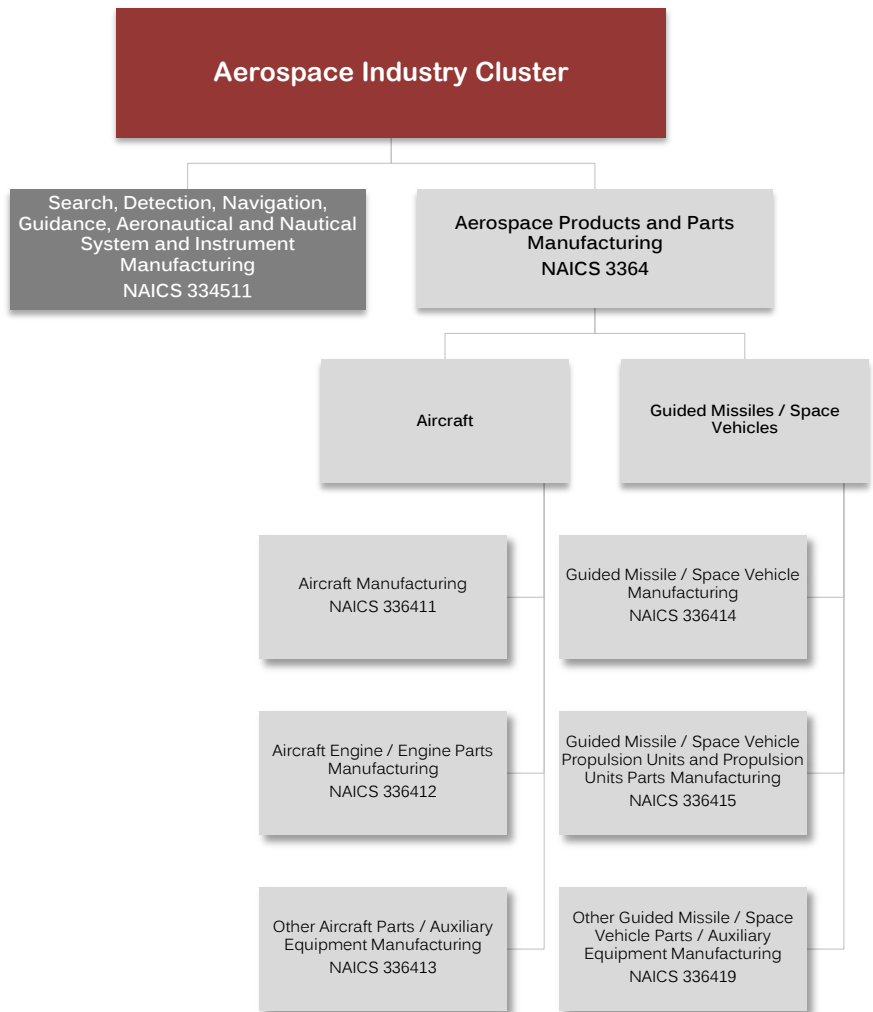 Aerospace Industry Cluster
Search, Detection, Navigation,
Guidance, Aeronautical and Nautical
System and Instrument
Manufacturing
NAICS 334511
Aerospace Products and Parts
Manufacturing
NAICS 3364
Aircraft
Guided Missiles / Space
Vehicles
Aircraft Manufacturing
NAICS 336411
Guided Missile / Space Vehicle
Manufacturing
NAICS 336414
Aircraft Engine / Engine Parts
Manufacturing
NAICS 336412
Guided Missile / Space Vehicle
Propulsion Units and Propulsion
Units Parts Manufacturing
NAICS 336415
Other Aircraft Parts / Auxiliary
Equipment Manufacturing
NAICS 336413
Other Guided Missile / Space
Vehicle Parts / Auxiliary
Equipment Manufacturing
NAICS 336419